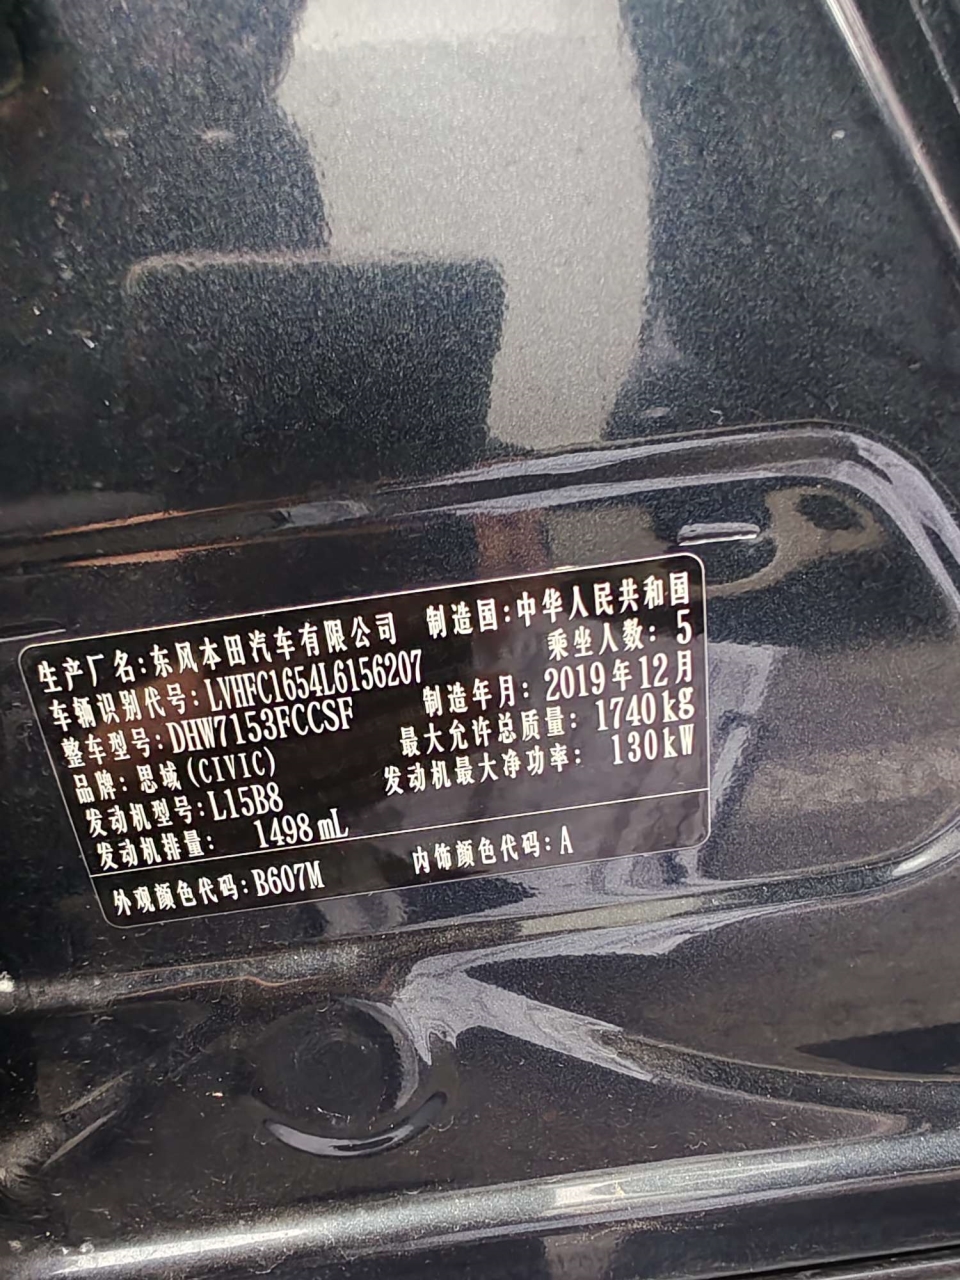 生产厂名:东风本田汽车有限公司 制造国:中华人民共和国
车辆识别代号:LVHFC1654L6156207 乘坐人数: 5
整车型号:DHW7153FCCSF 制造年月: 2019年12月
品牌:思域(CIVIC) 最大允许总质量: 1740kg
发动机型号:L15B8 发动机最大净功率: 130kW
发动机排量: 1498mL
外观颜色代码:B607M 内饰颜色代码:A